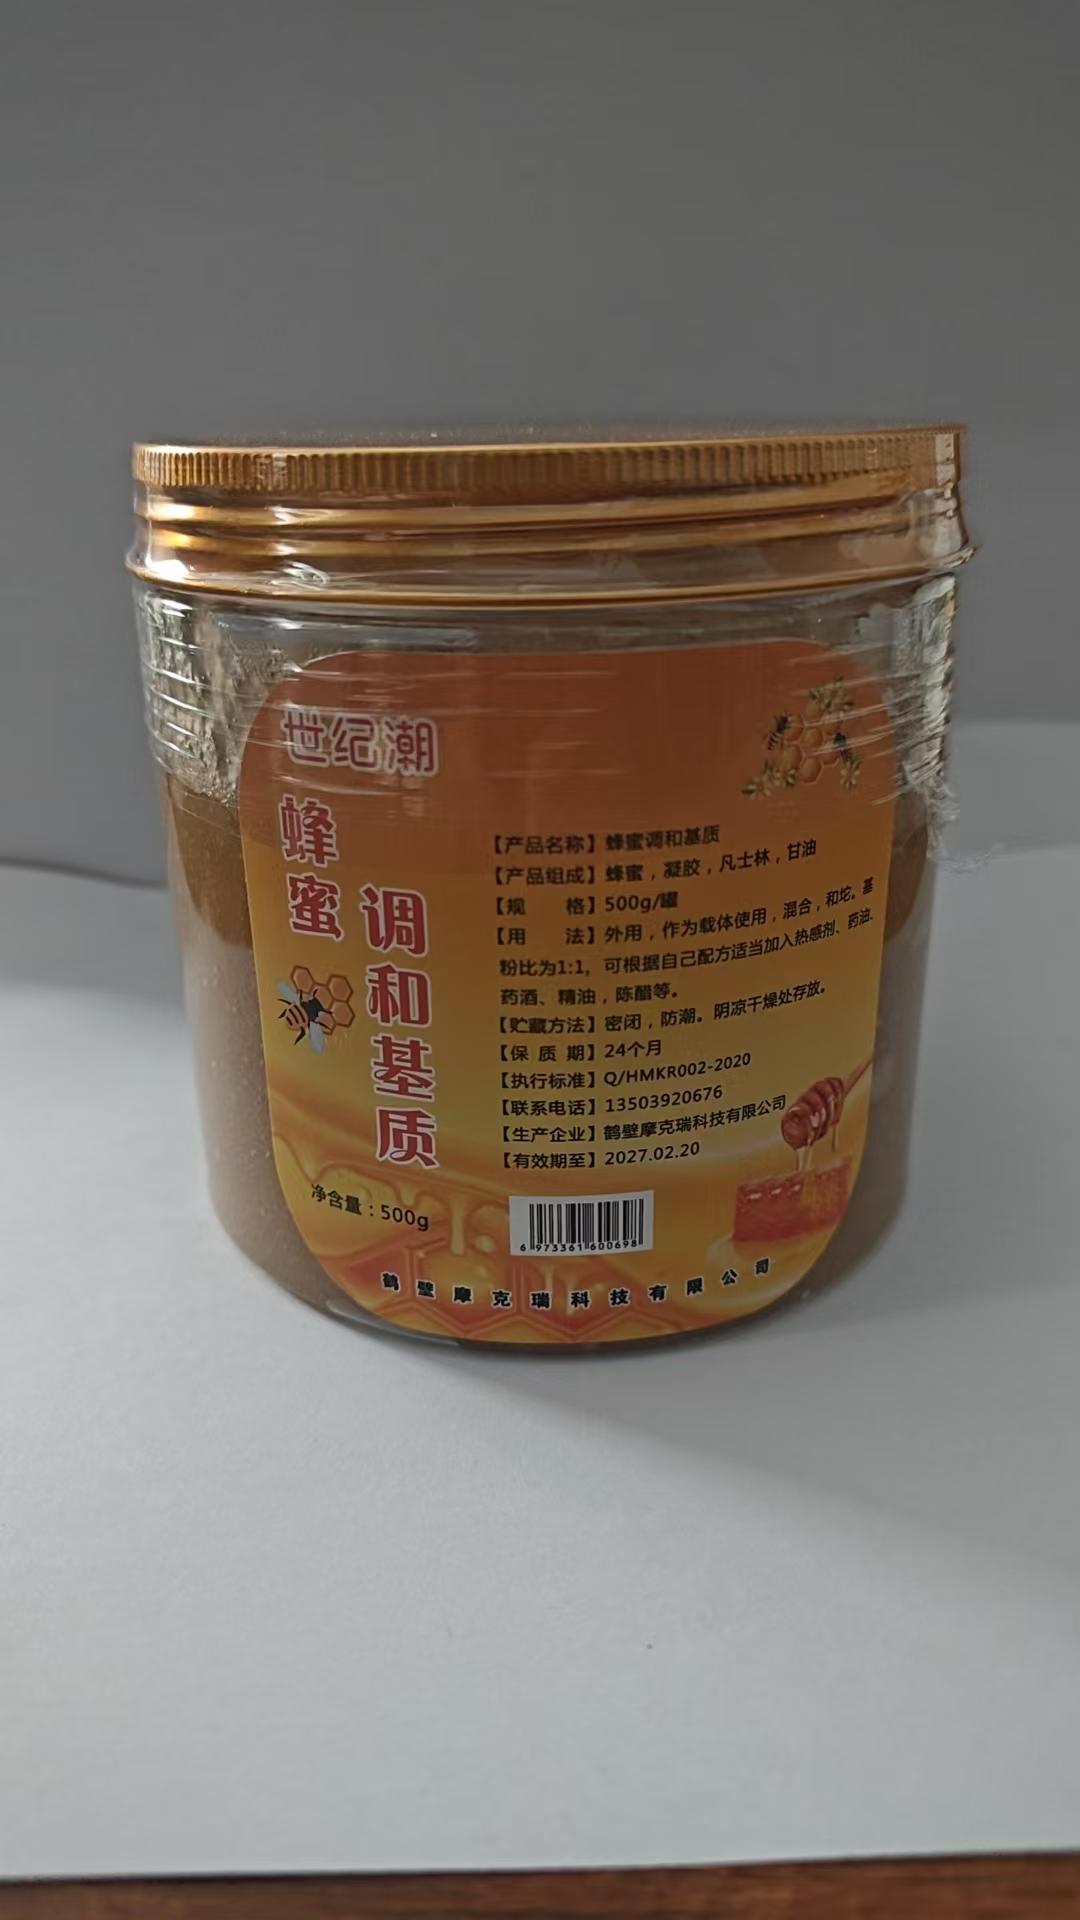 世纪潮
蜂蜜
调和基质
【产品名称】蜂蜜调和基质
【产品组成】蜂蜜，凝胶，凡士林，甘油
【规　　格】500g/罐
【用　　法】外用，作为载体使用，混合，和坨。基
粉比为1:1，可根据自己配方适当加入热感剂、药油、
药酒、精油，陈醋等。
【贮藏方法】密闭，防潮。阴凉干燥处存放。
【保 质 期】24个月
【执行标准】Q/HMKR002-2020
【联系电话】13503920676
【生产企业】鹤壁摩克瑞科技有限公司
【有效期至】2027.02.20
净含量：500g
6 973361 600698
鹤壁摩克瑞科技有限公司